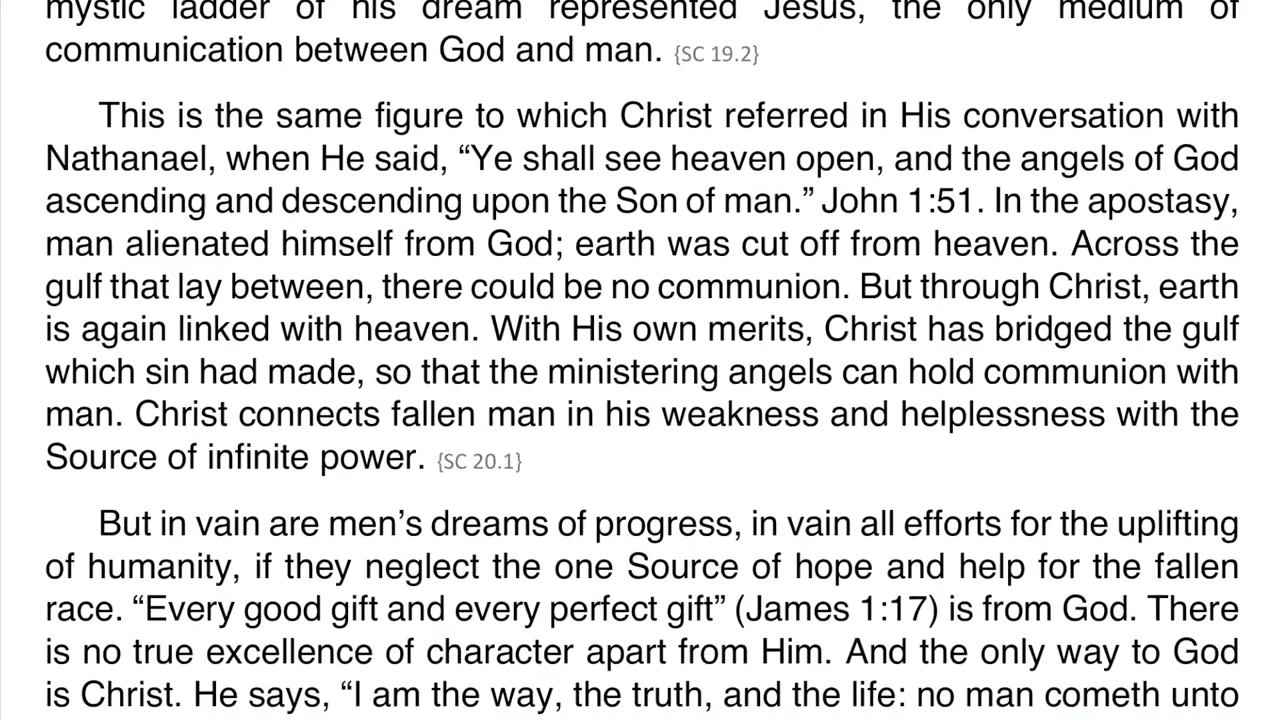 mystic ladder of his dream represented Jesus, the only medium of
communication between God and man. {SC 19.2}
This is the same figure to which Christ referred in His conversation with
Nathanael, when He said, “Ye shall see heaven open, and the angels of God
ascending and descending upon the Son of man.” John 1:51. In the apostasy,
man alienated himself from God; earth was cut off from heaven. Across the
gulf that lay between, there could be no communion. But through Christ, earth
is again linked with heaven. With His own merits, Christ has bridged the gulf
which sin had made, so that the ministering angels can hold communion with
man. Christ connects fallen man in his weakness and helplessness with the
Source of infinite power. {SC 20.1}
But in vain are men’s dreams of progress, in vain all efforts for the uplifting
of humanity, if they neglect the one Source of hope and help for the fallen
race. “Every good gift and every perfect gift” (James 1:17) is from God. There
is no true excellence of character apart from Him. And the only way to God
is Christ. He says, “I am the way, the truth, and the life: no man cometh unto